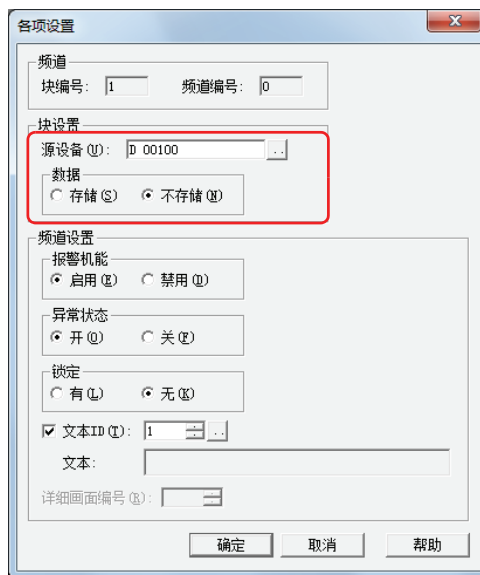 各项设置
频道
块编号: 1 频道编号: 0
块设置
源设备(U): D 00100 ..
数据
存储(S) 不存储(N)
频道设置
报警机能
启用(E) 禁用(D)
异常状态
开(O) 关(F)
锁定
有(L) 无(K)
文本ID(T): 1 ..
文本:
详细画面编号(R):
确定 取消 帮助